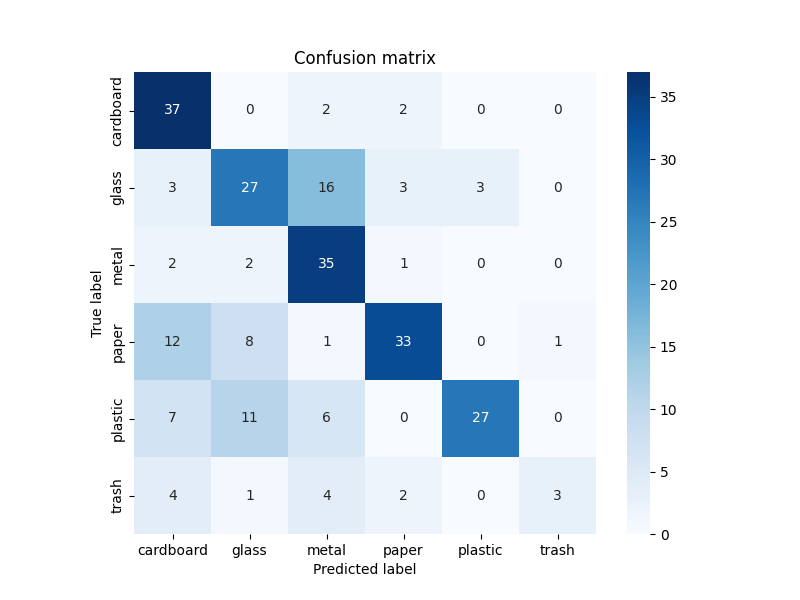 Confusion matrix
True label
cardboard 37 0 2 2 0 0
glass 3 27 16 3 3 0
metal 2 2 35 1 0 0
paper 12 8 1 33 0 1
plastic 7 11 6 0 27 0
trash 4 1 4 2 0 3
cardboard glass metal paper plastic trash
Predicted label
35
30
25
20
15
10
5
0